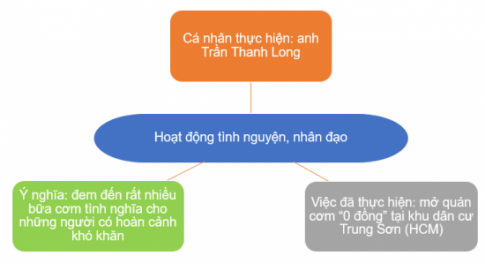 Cá nhân thực hiện: anh
Trần Thanh Long
Hoạt động tình nguyện, nhân đạo
Ý nghĩa: đem đến rất nhiều
bữa cơm tình nghĩa cho
những người có hoàn cảnh
khó khăn
Việc đã thực hiện: mở quán
cơm “0 đồng” tại khu dân cư
Trung Sơn (HCM)